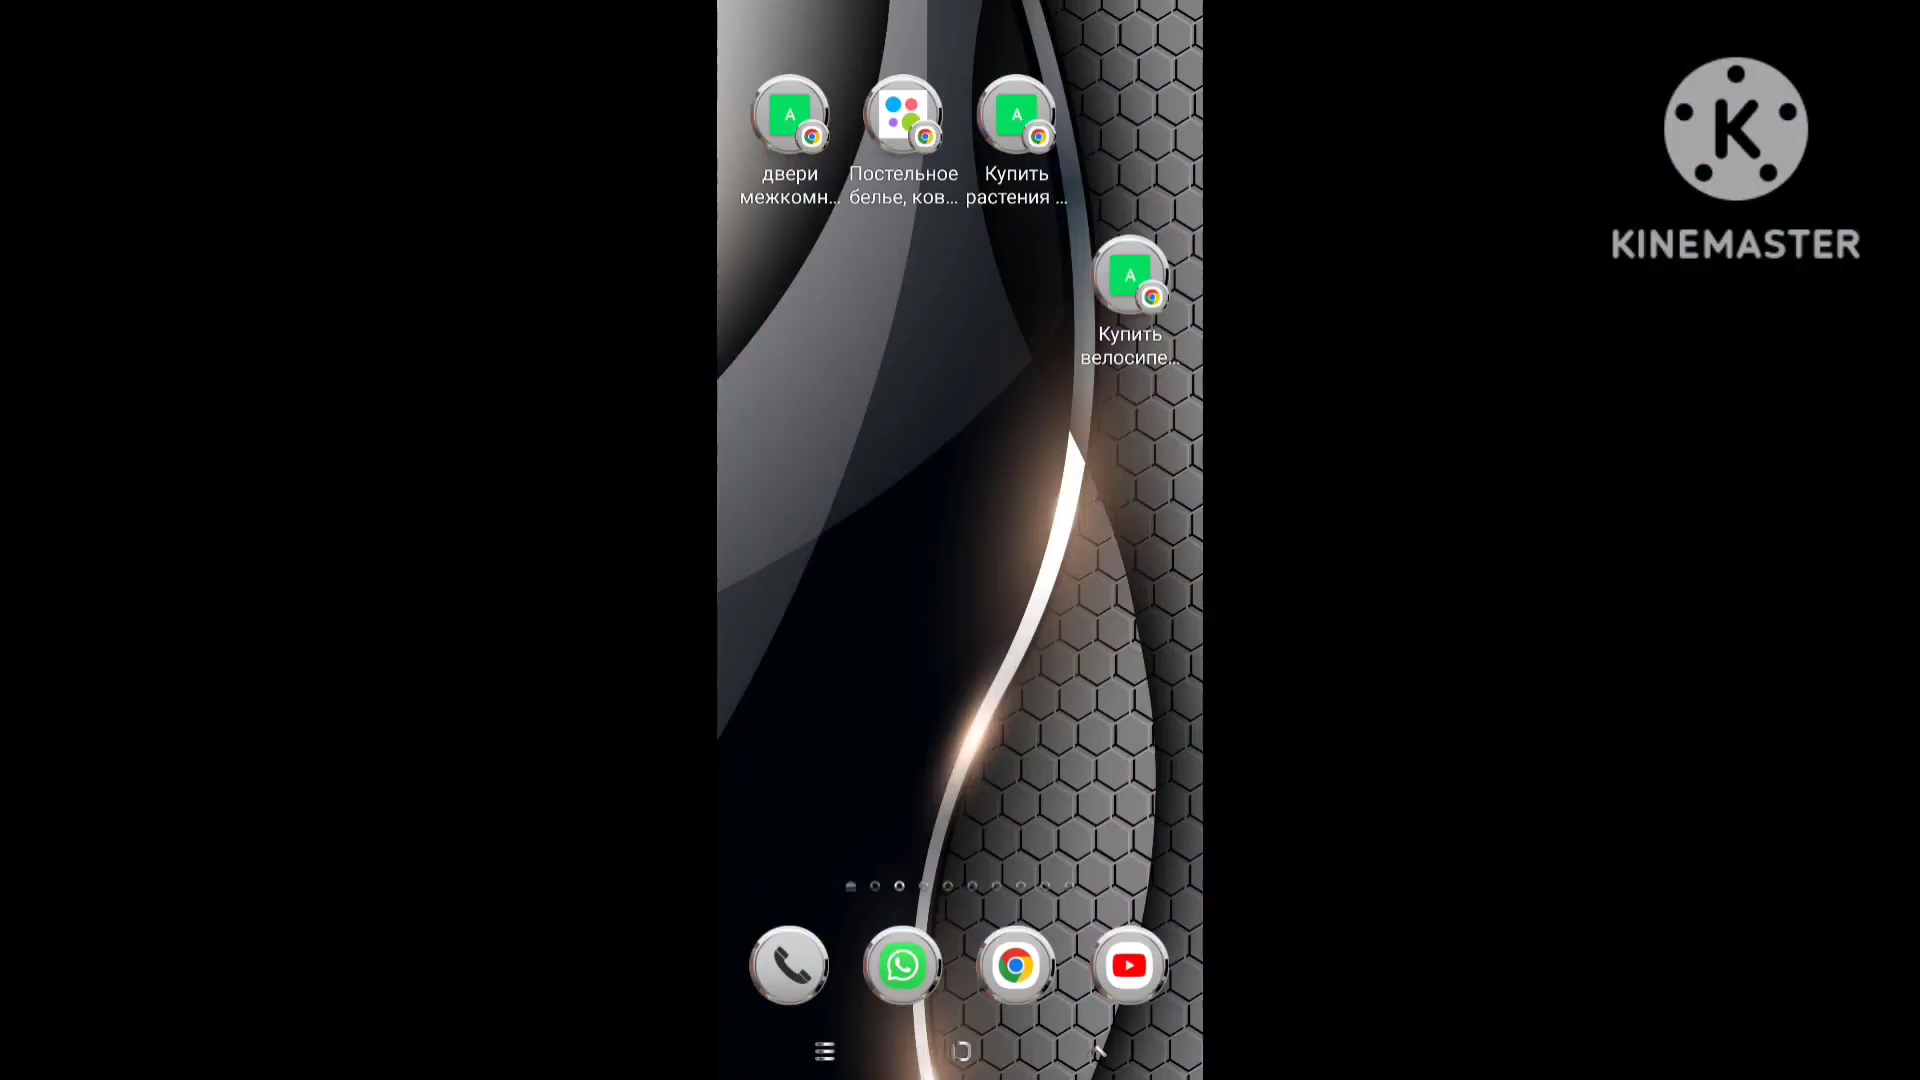 A
A
двери
межкомн...
Постельное
белье, ков...
Купить
растения ...
A
Купить
велосипе...
K
KINEMASTER